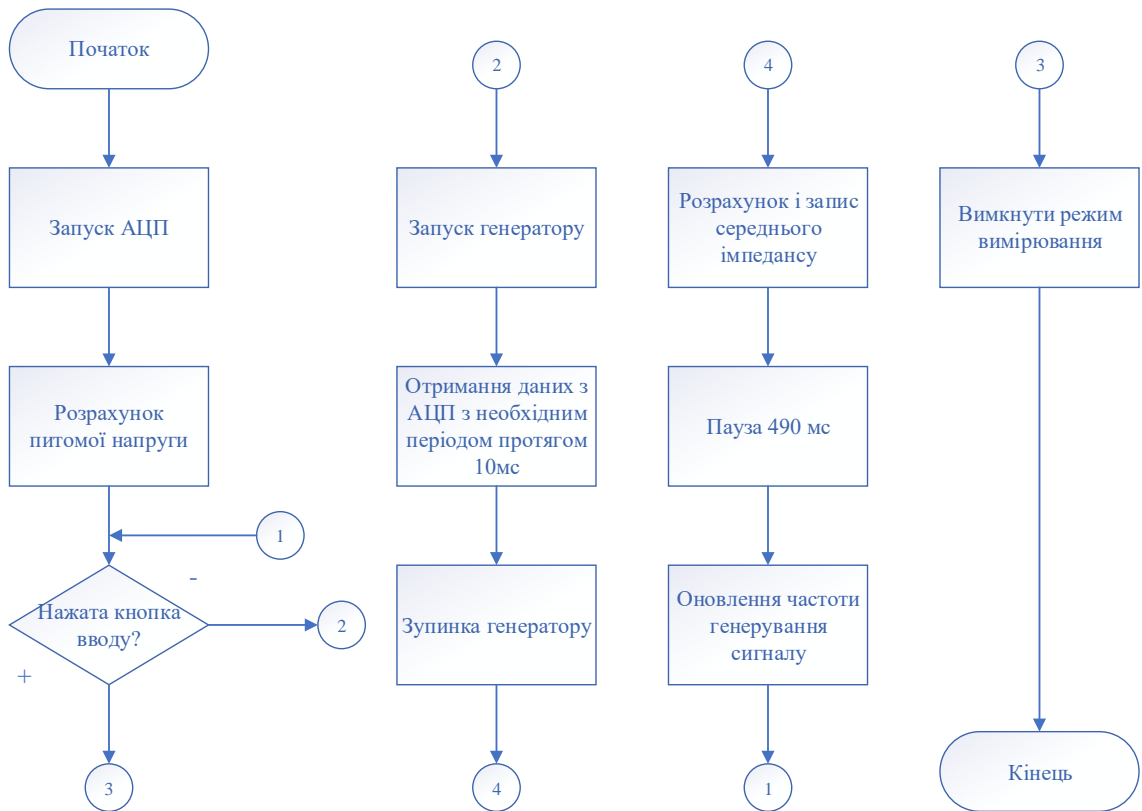 Початок
Запуск АЦП
Розрахунок
питомої напруги
1
-
Нажата кнопка
вводу?
2
+
3
2
Запуск генератору
Отримання даних з
АЦП з необхідним
періодом протягом
10мс
Зупинка генератору
4
4
Розрахунок і запис
середнього
імпедансу
Пауза 490 мс
Оновлення частоти
генерування
сигналу
1
3
Вимкнути режим
вимірювання
Кінець